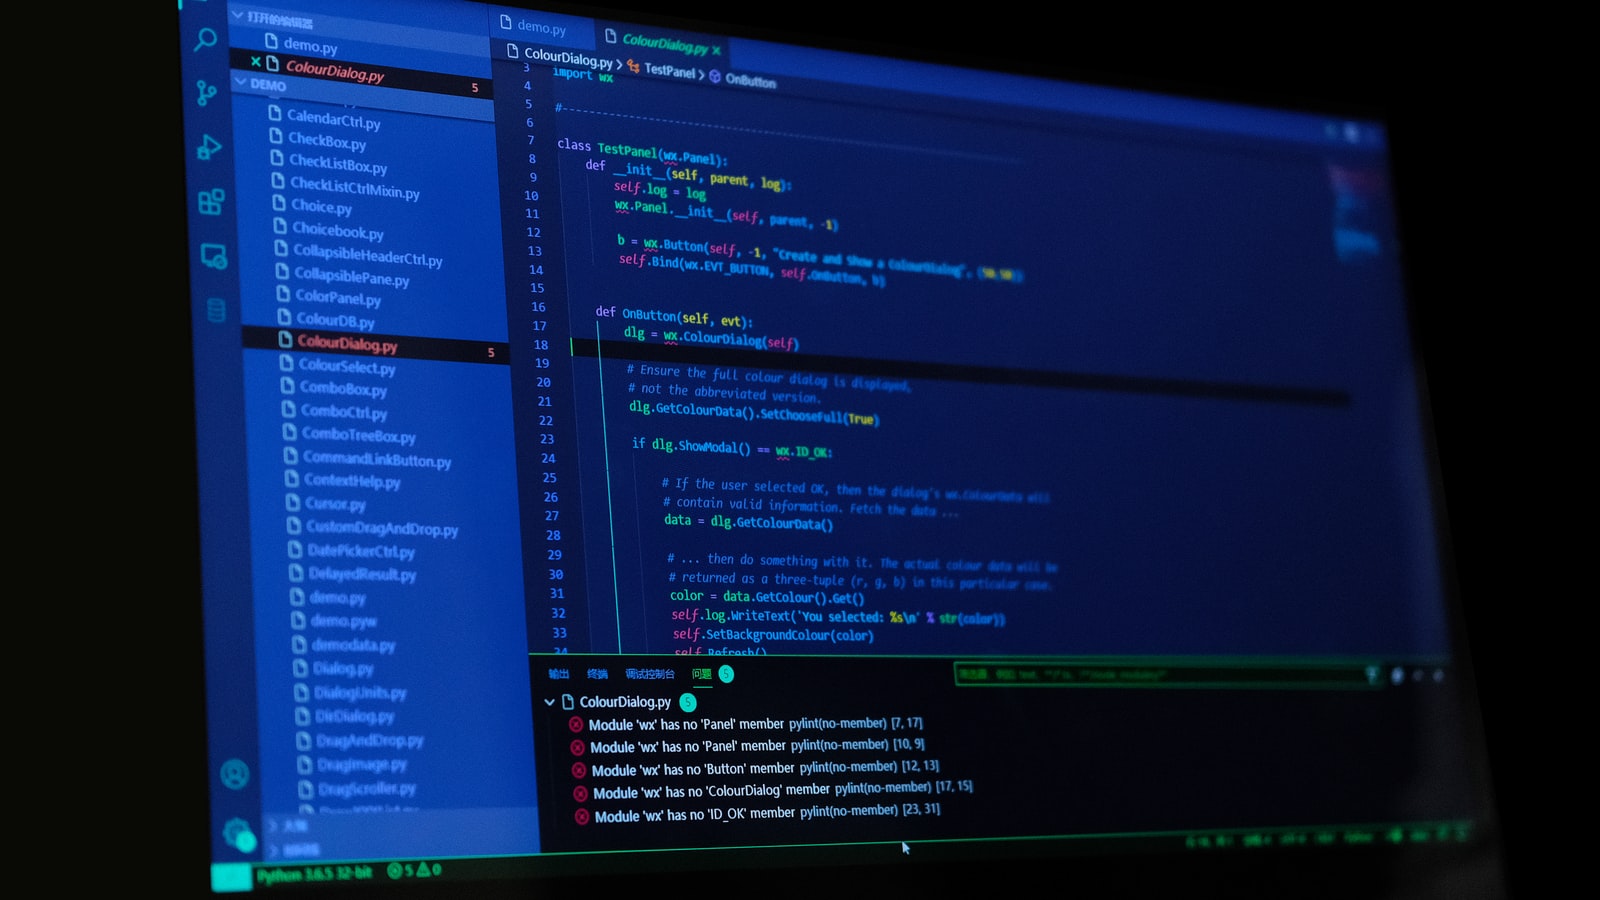 打开的编辑器
demo.py
ColourDialog.py 5
DEMO
CalendarCtrl.py
CheckBox.py
CheckListBox.py
CheckListCtrlMixin.py
Choice.py
Choicebook.py
CollapsibleHeaderCtrl.py
CollapsiblePane.py
ColorPanel.py
ColourDB.py
ColourDialog.py 5
ColourSelect.py
ComboBox.py
ComboCtrl.py
ComboTreeBox.py
CommandLinkButton.py
ContextHelp.py
Cursor.py
CustomDragAndDrop.py
DatePickerCtrl.py
DelayedResult.py
demo.py
demo.pyw
demodata.py
Dialog.py
DialogUnits.py
DirDialog.py
DragAndDrop.py
DragImage.py
DragScroller.py
demo.py ColourDialog.py
ColourDialog.py > TestPanel > OnButton
3 import wx
4
5 #
6
7 class TestPanel(wx.Panel):
8 def __init__(self, parent, log):
9 self.log = log
10 wx.Panel.__init__(self, parent, -1)
11
12 b = wx.Button(self, -1, "Create and Show a ColourDialog", (50,50))
13 self.Bind(wx.EVT_BUTTON, self.OnButton, b)
14
15
16 def OnButton(self, evt):
17 dlg = wx.ColourDialog(self)
18
19 # Ensure the full colour dialog is displayed,
20 # not the abbreviated version.
21 dlg.GetColourData().SetChooseFull(True)
22
23 if dlg.ShowModal() == wx.ID_OK:
24
25 # If the user selected OK, then the dialog's wx.ColourData will
26 # contain valid information. Fetch the data ...
27 data = dlg.GetColourData()
28
29 # ... then do something with it. The actual colour data will be
30 # returned as a three-tuple (r, g, b) in this particular case.
31 color = data.GetColour().Get()
32 self.log.WriteText('You selected: %s\n' % str(color))
33 self.SetBackgroundColour(color)
34 self.Refresh()
输出 终端 调试控制台 问题 5
ColourDialog.py 5
Module 'wx' has no 'Panel' member pylint(no-member) [7, 17]
Module 'wx' has no 'Panel' member pylint(no-member) [10, 9]
Module 'wx' has no 'Button' member pylint(no-member) [12, 13]
Module 'wx' has no 'ColourDialog' member pylint(no-member) [17, 15]
Module 'wx' has no 'ID_OK' member pylint(no-member) [23, 31]
Python 3.6.5 32-bit 5 0